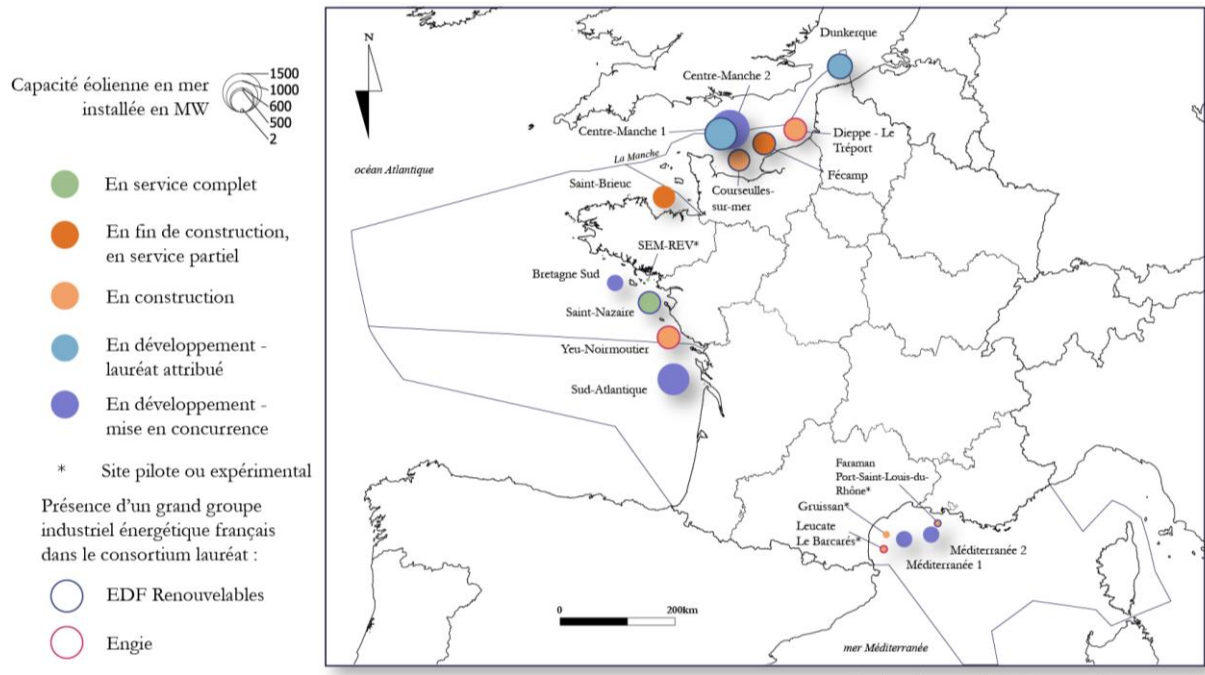 Capacité éolienne en mer
installée en MW
1500
1000
600
500
2
En service complet
En fin de construction,
en service partiel
En construction
En développement -
lauréat attribué
En développement -
mise en concurrence
* Site pilote ou expérimental
Présence d'un grand groupe
industriel énergétique français
dans le consortium lauréat :
EDF Renouvelables
Engie
N
Dunkerque
Centre-Manche 2
Centre-Manche 1
Dieppe - Le
Tréport
La Manche
océan Atlantique
Fécamp
Saint-Brieuc
Courseulles-
sur-mer
SEM-REV*
Bretagne Sud
Saint-Nazaire
Yeu-Noirmoutier
Sud-Atlantique
Faraman
Port-Saint-Louis-du-
Rhône*
Gruissan*
Leucate
Le Barcarés*
Méditerranée 2
Méditerranée 1
0
200km
mer Méditerranée